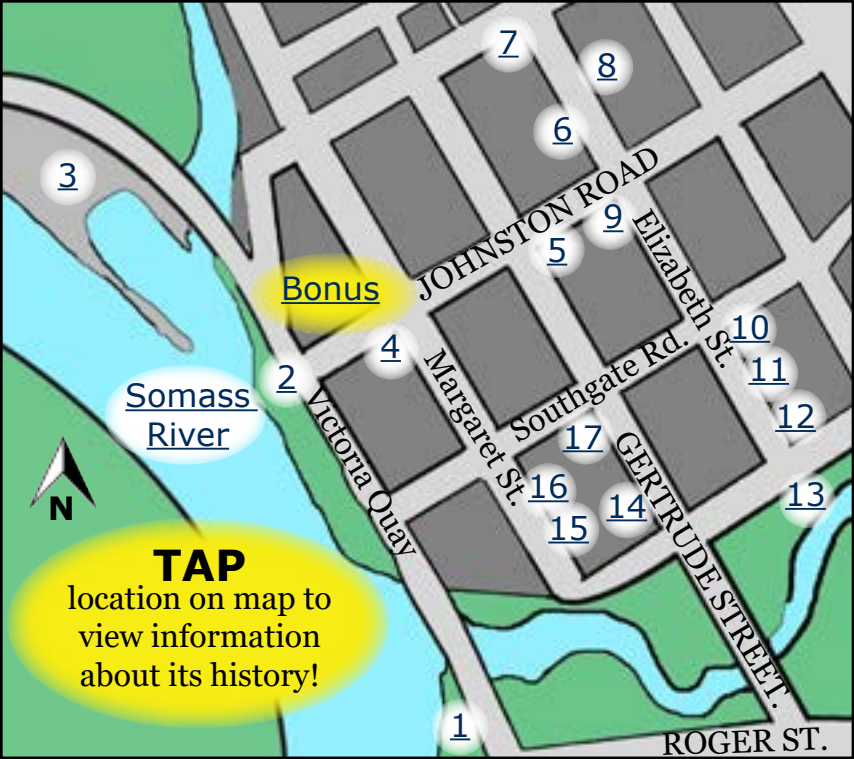 7
8
6
3
JOHNSTON ROAD
9
5
Elizabeth St.
Bonus
10
4
2
11
Margaret St.
Southgate Rd.
Somass
River
12
Victoria Quay
17
GERTRUDE STREET.
16
13
14
15
N
TAP
location on map to
view information
about its history!
1
ROGER ST.